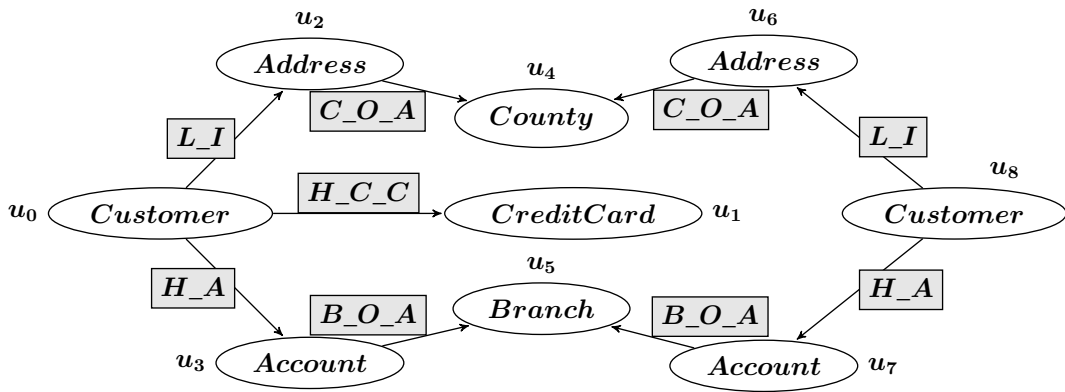 u2
u6
Address
Address
u4
C_O_A
County
C_O_A
L_I
L_I
u8
H_C_C
u0
Customer
CreditCard
u1
Customer
u5
H_A
H_A
B_O_A
Branch
B_O_A
u3
Account
Account
u7